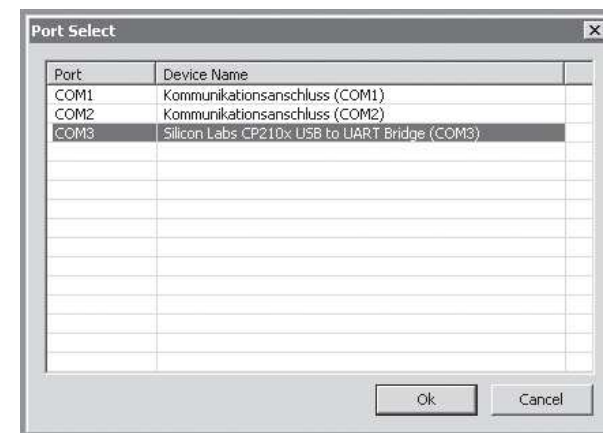 Port Select
Port Device Name
COM1 Kommunikationsanschluss (COM1)
COM2 Kommunikationsanschluss (COM2)
COM3 Silicon Labs CP210x USB to UART Bridge (COM3)
Ok Cancel